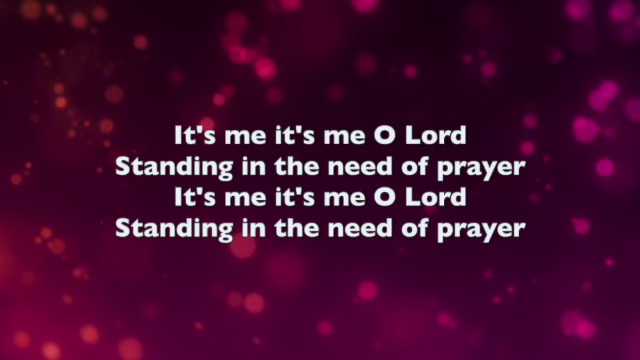 It's me it's me O Lord
Standing in the need of prayer
It's me it's me O Lord
Standing in the need of prayer